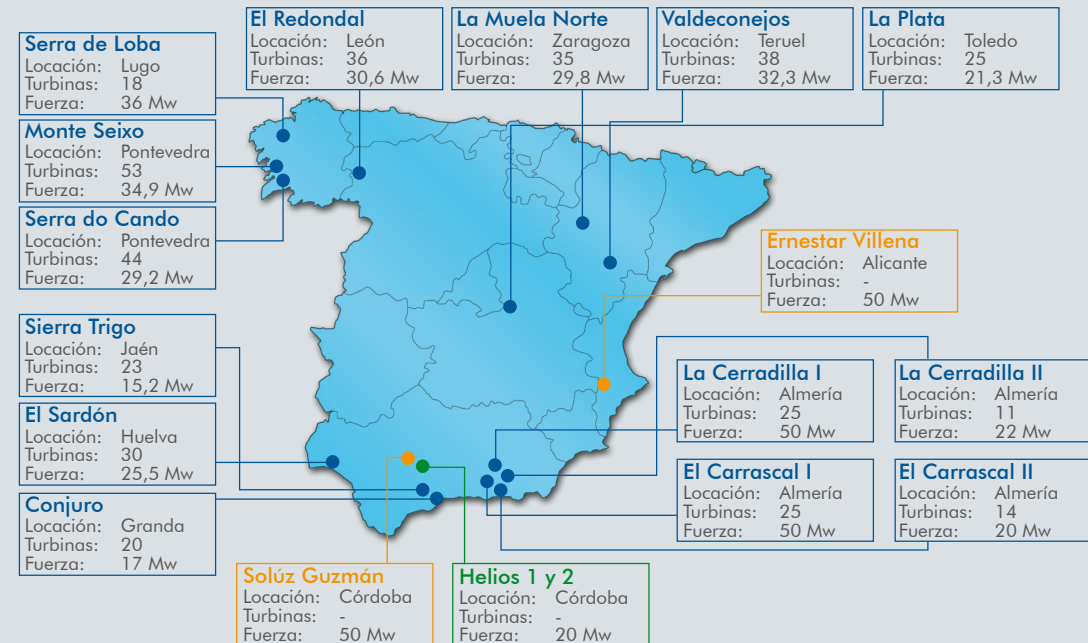 El Redondal
Locación: León
Turbinas: 36
Fuerza: 30,6 Mw
La Muela Norte
Locación: Zaragoza
Turbinas: 35
Fuerza: 29,8 Mw
Valdeconejos
Locación: Teruel
Turbinas: 38
Fuerza: 32,3 Mw
La Plata
Locación: Toledo
Turbinas: 25
Fuerza: 21,3 Mw
Serra de Loba
Locación: Lugo
Turbinas: 18
Fuerza: 36 Mw
Monte Seixo
Locación: Pontevedra
Turbinas: 53
Fuerza: 34,9 Mw
Serra do Cando
Locación: Pontevedra
Turbinas: 44
Fuerza: 29,2 Mw
Ernestar Villena
Locación: Alicante
Turbinas: -
Fuerza: 50 Mw
Sierra Trigo
Locación: Jaén
Turbinas: 23
Fuerza: 15,2 Mw
El Sardón
Locación: Huelva
Turbinas: 30
Fuerza: 25,5 Mw
Conjuro
Locación: Granda
Turbinas: 20
Fuerza: 17 Mw
La Cerradilla I
Locación: Almería
Turbinas: 25
Fuerza: 50 Mw
La Cerradilla II
Locación: Almería
Turbinas: 11
Fuerza: 22 Mw
El Carrascal I
Locación: Almería
Turbinas: 25
Fuerza: 50 Mw
El Carrascal II
Locación: Almería
Turbinas: 14
Fuerza: 20 Mw
Solúz Guzmán
Locación: Córdoba
Turbinas: -
Fuerza: 50 Mw
Helios 1 y 2
Locación: Córdoba
Turbinas: -
Fuerza: 20 Mw